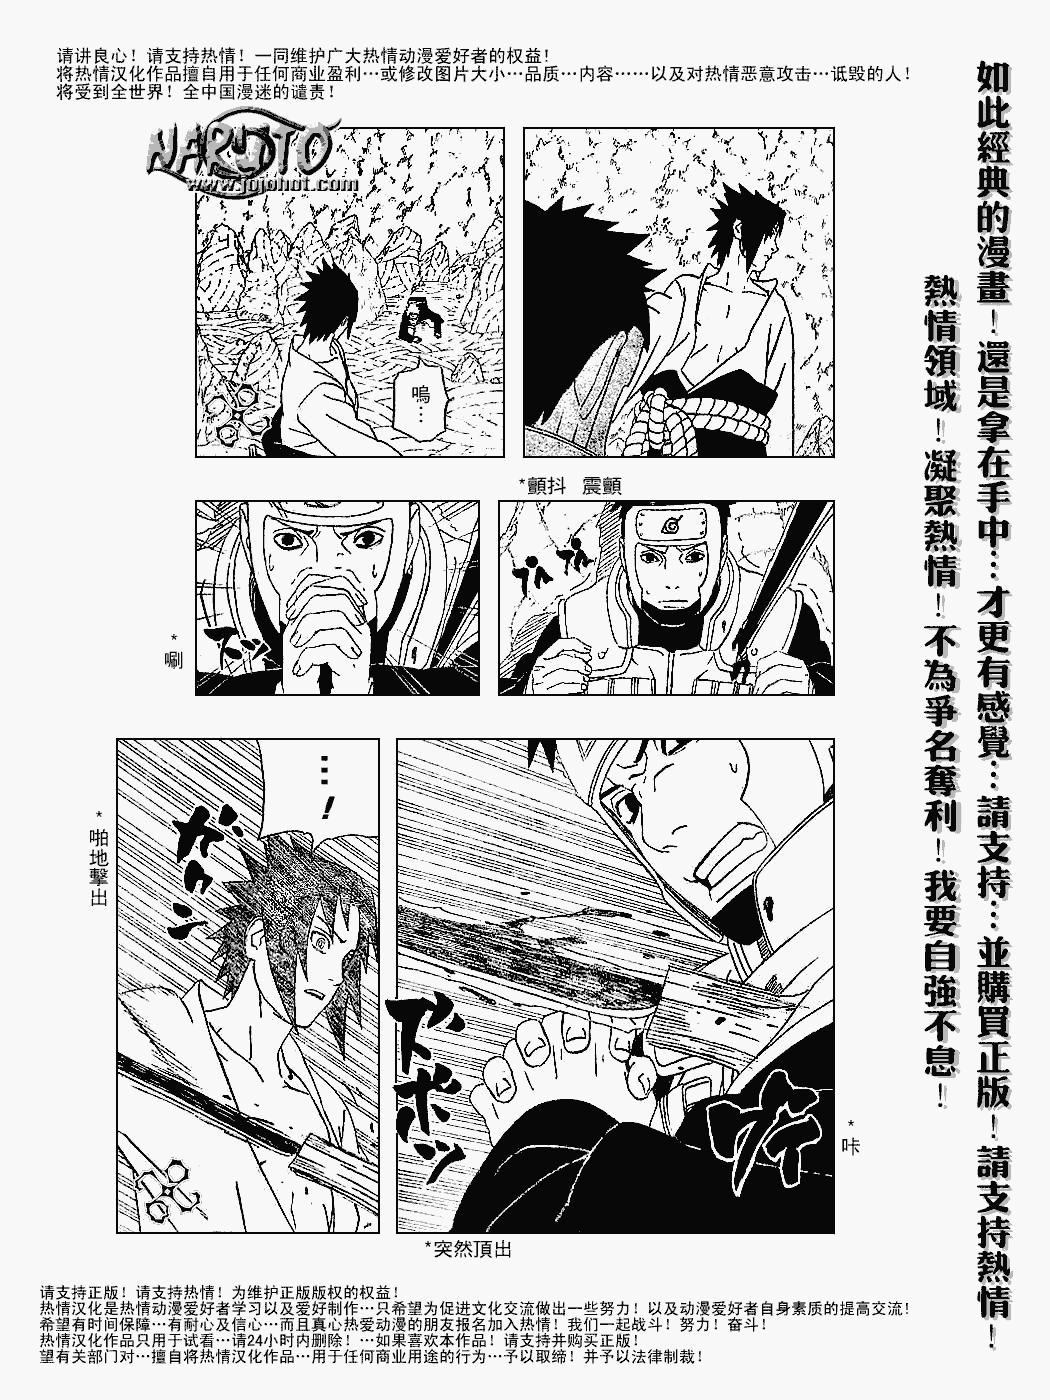 请讲良心！请支持热情！一同维护广大热情动漫爱好者的权益！
将热情汉化作品擅自用于任何商业盈利…或修改图片大小…品质…内容……以及对热情恶意攻击…诋毁的人！
将受到全世界！全中国漫迷的谴责！
NARUTO
www.jojohot.com
如此經典的漫畫！還是拿在手中…才更有感覺…請支持…並購買正版！請支持熱情！
熱情領域！凝聚熱情！不為爭名奪利！我要自強不息！
嗚…
*顫抖 震顫
ブル
ブル
*唰
*咔
*突然頂出
ドボッ
…！
*啪地擊出
请支持正版！请支持热情！为维护正版版权的权益！
热情汉化是热情动漫爱好者学习以及爱好制作…只希望为促进文化交流做出一些努力！以及动漫爱好者自身素质的提高交流！
希望有时间保障…有耐心及信心…而且真心热爱动漫的朋友报名加入热情！我们一起战斗！努力！奋斗！
热情汉化作品只用于试看…请24小时内删除！…如果喜欢本作品！请支持并购买正版！
望有关部门对…擅自将热情汉化作品…用于任何商业用途的行为…予以取缔！并予以法律制裁！